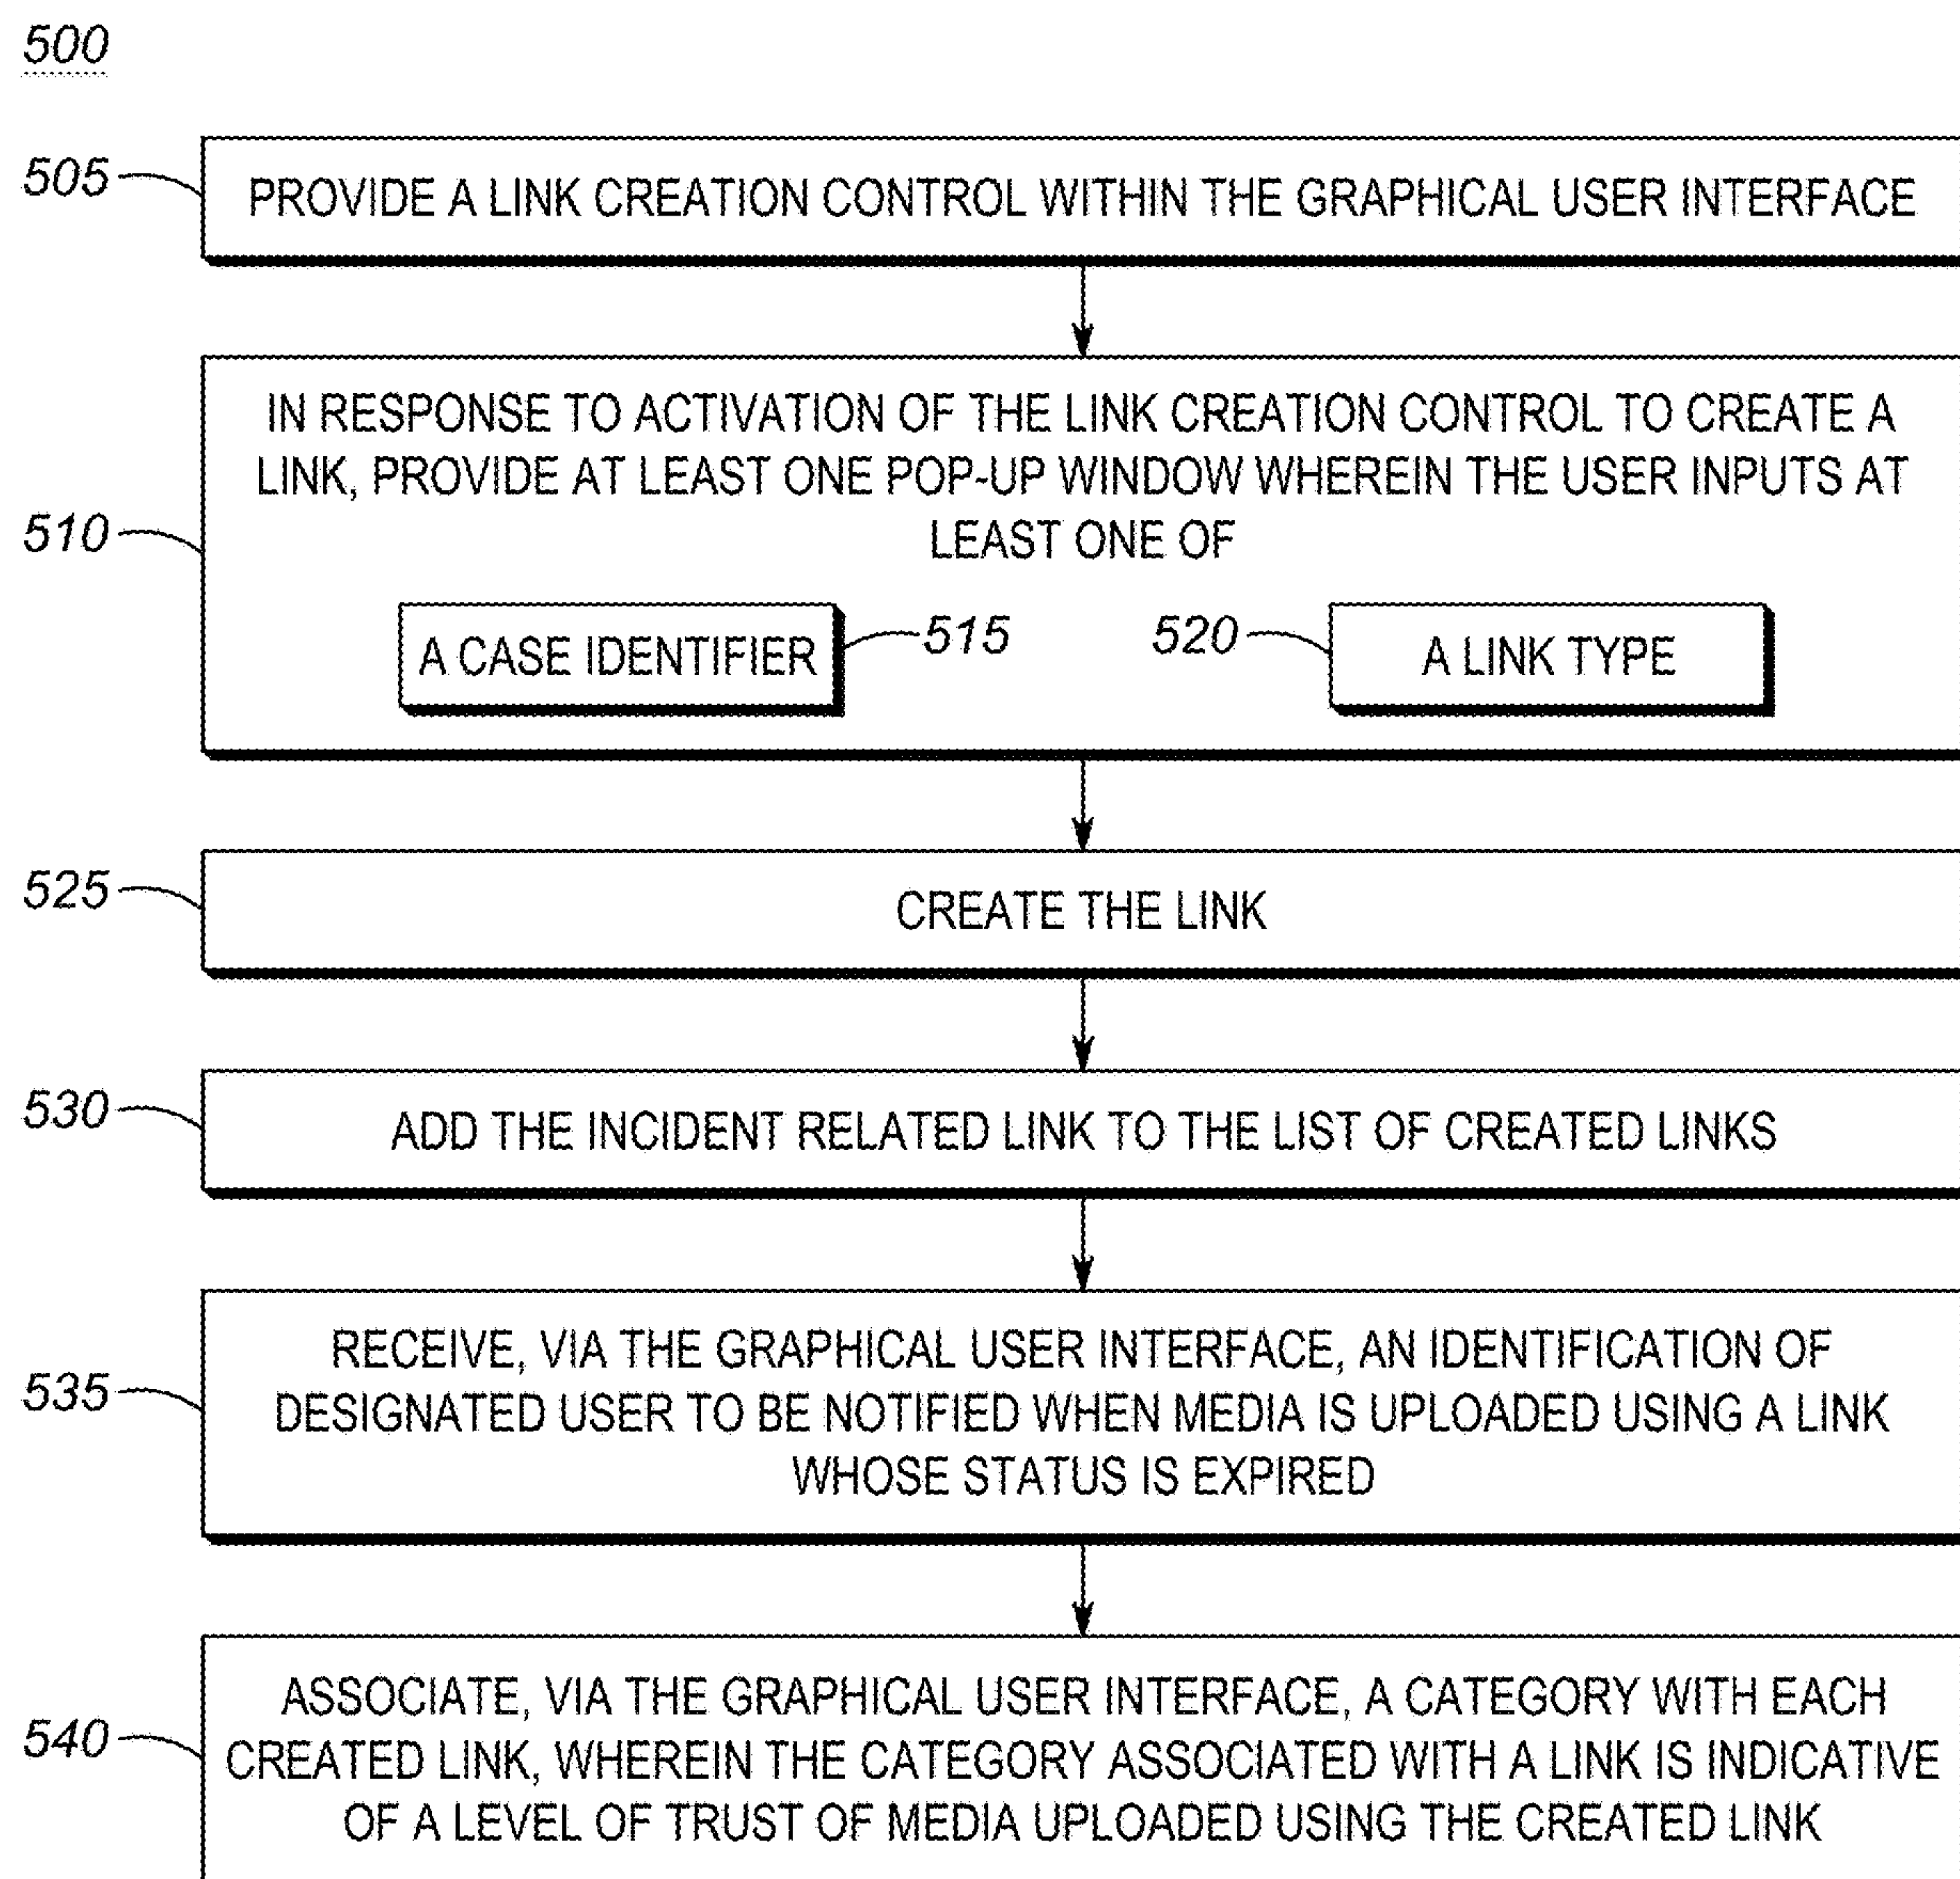 500
505
PROVIDE A LINK CREATION CONTROL WITHIN THE GRAPHICAL USER INTERFACE
IN RESPONSE TO ACTIVATION OF THE LINK CREATION CONTROL TO CREATE A
LINK, PROVIDE AT LEAST ONE POP-UP WINDOW WHEREIN THE USER INPUTS AT
510
LEAST ONE OF
A CASE IDENTIFIER
515
520
A LINK TYPE
525
CREATE THE LINK
530
ADD THE INCIDENT RELATED LINK TO THE LIST OF CREATED LINKS
RECEIVE, VIA THE GRAPHICAL USER INTERFACE, AN IDENTIFICATION OF
535
DESIGNATED USER TO BE NOTIFIED WHEN MEDIA IS UPLOADED USING A LINK
WHOSE STATUS IS EXPIRED
ASSOCIATE, VIA THE GRAPHICAL USER INTERFACE, A CATEGORY WITH EACH
540
CREATED LINK, WHEREIN THE CATEGORY ASSOCIATED WITH A LINK IS INDICATIVE
OF A LEVEL OF TRUST OF MEDIA UPLOADED USING THE CREATED LINK